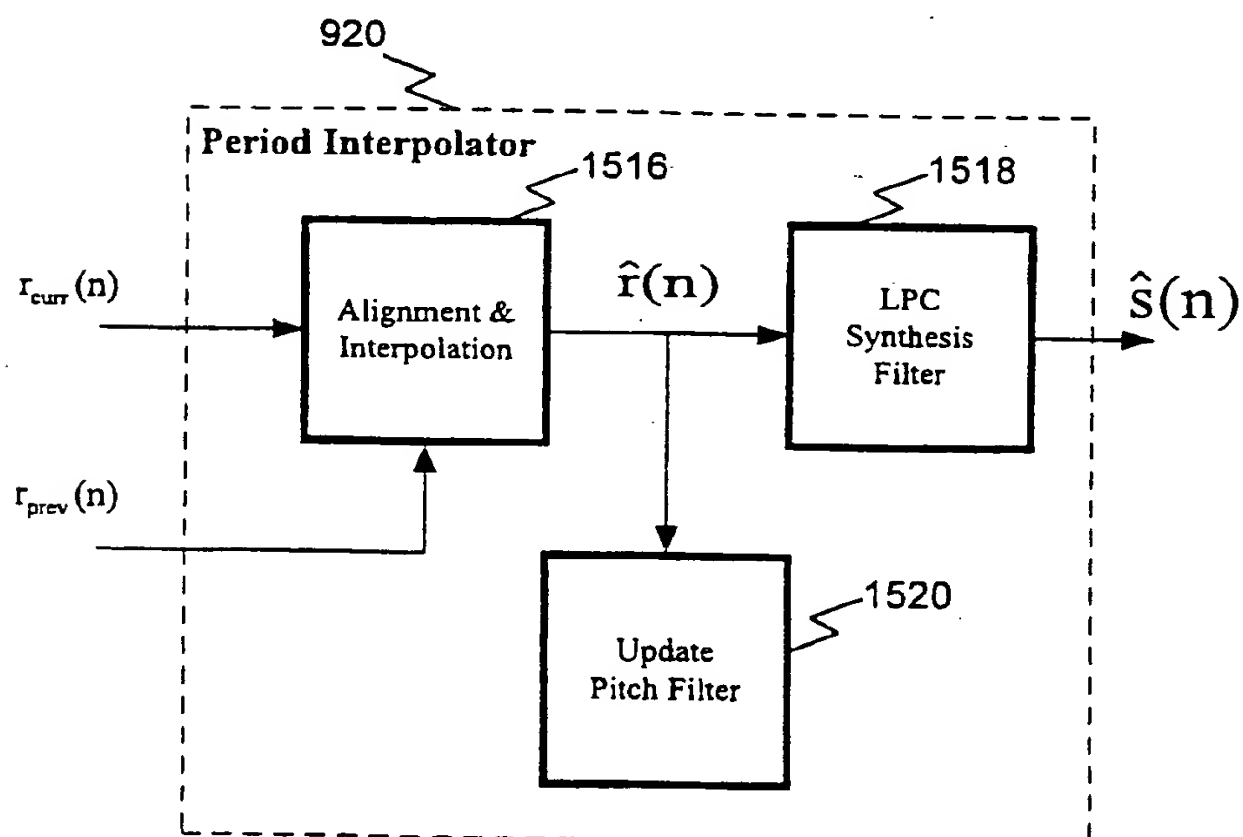 920
Period Interpolator
1516
1518
r_curr(n)
Alignment &
Interpolation
r̂(n)
LPC
Synthesis
Filter
ŝ(n)
r_prev(n)
1520
Update
Pitch Filter